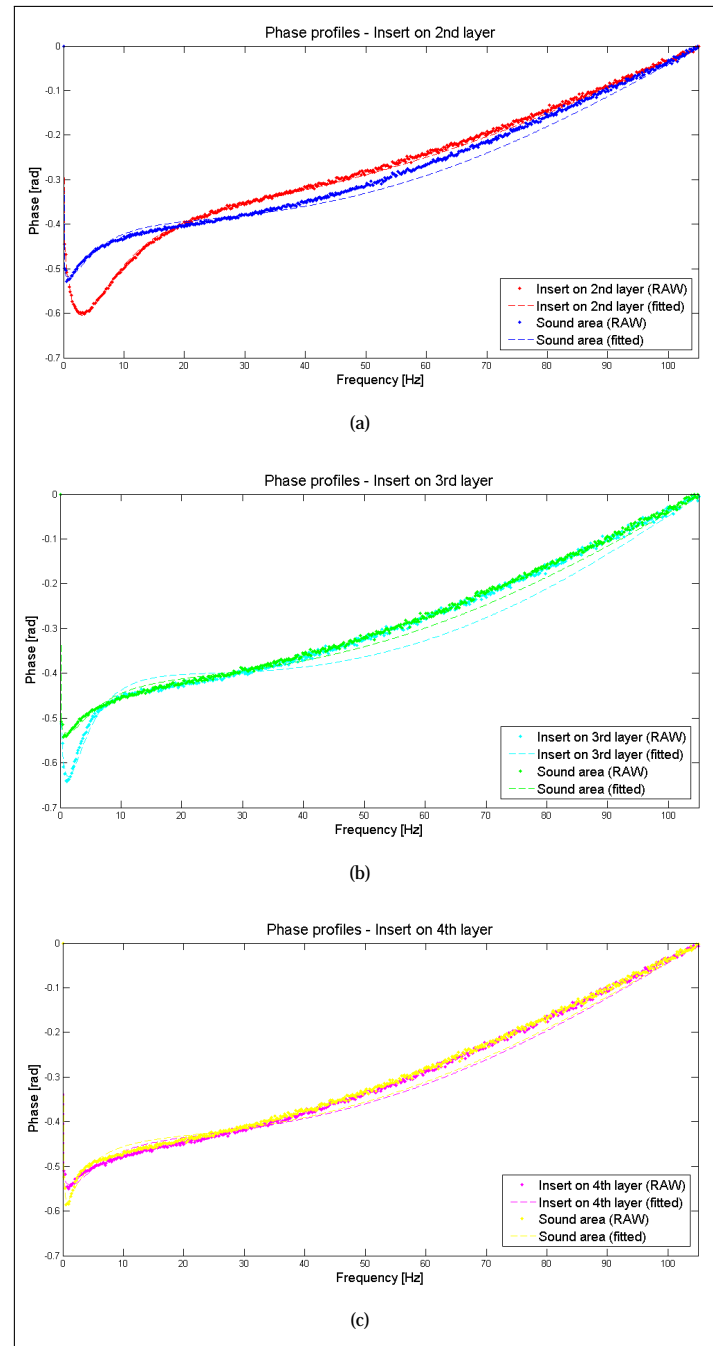 Phase profiles - Insert on 2nd layer
0
-0.1
-0.2
-0.3
-0.4
-0.5
-0.6
-0.7
Phase [rad]
Insert on 2nd layer (RAW)
Insert on 2nd layer (fitted)
Sound area (RAW)
Sound area (fitted)
0 10 20 30 40 50 60 70 80 90 100
Frequency [Hz]
(a)
Phase profiles - Insert on 3rd layer
0
-0.1
-0.2
-0.3
-0.4
-0.5
-0.6
-0.7
Phase [rad]
Insert on 3rd layer (RAW)
Insert on 3rd layer (fitted)
Sound area (RAW)
Sound area (fitted)
0 10 20 30 40 50 60 70 80 90 100
Frequency [Hz]
(b)
Phase profiles - Insert on 4th layer
0
-0.1
-0.2
-0.3
-0.4
-0.5
-0.6
-0.7
Phase [rad]
Insert on 4th layer (RAW)
Insert on 4th layer (fitted)
Sound area (RAW)
Sound area (fitted)
0 10 20 30 40 50 60 70 80 90 100
Frequency [Hz]
(c)